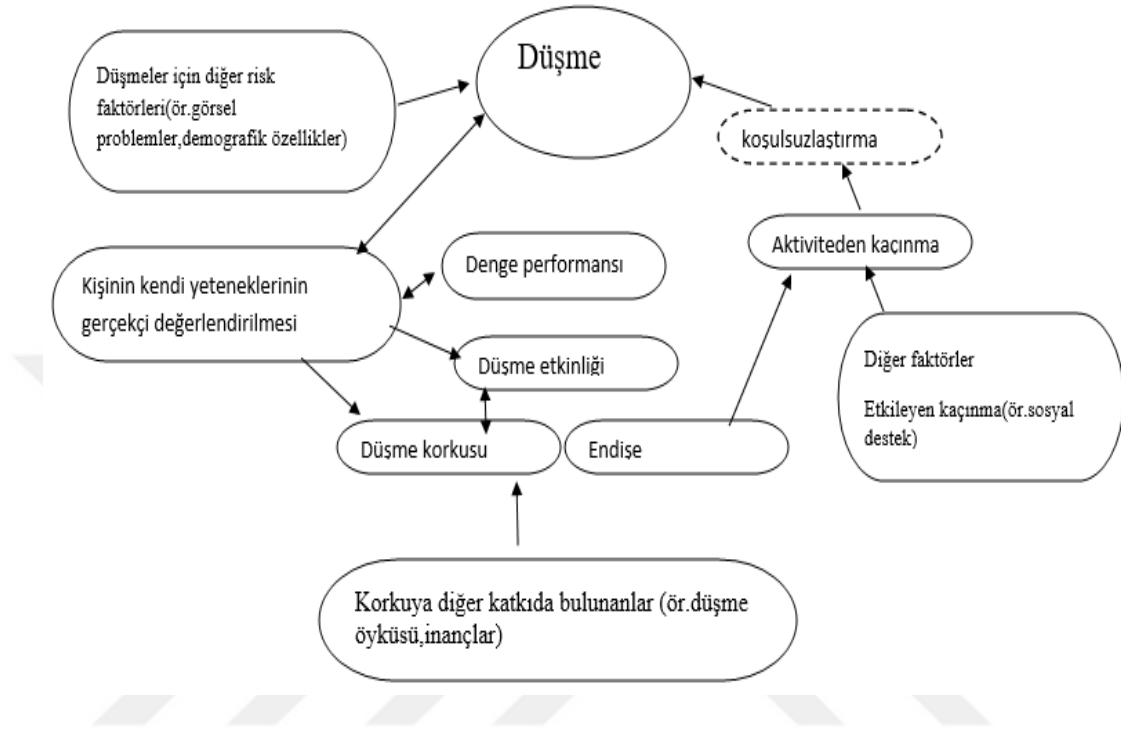 Düşme
Düşmeler için diğer risk
faktörleri(ör.görsel
problemler,demografik özellikler)
koşulsuzlaştırma
Aktiviteden kaçınma
Denge performansı
Kişinin kendi yeteneklerinin
gerçekçi değerlendirilmesi
Düşme etkinliği
Diğer faktörler
Etkileyen kaçınma(ör.sosyal
destek)
Düşme korkusu
Endişe
Korkuya diğer katkıda bulunanlar (ör.düşme
öyküsü,inançlar)